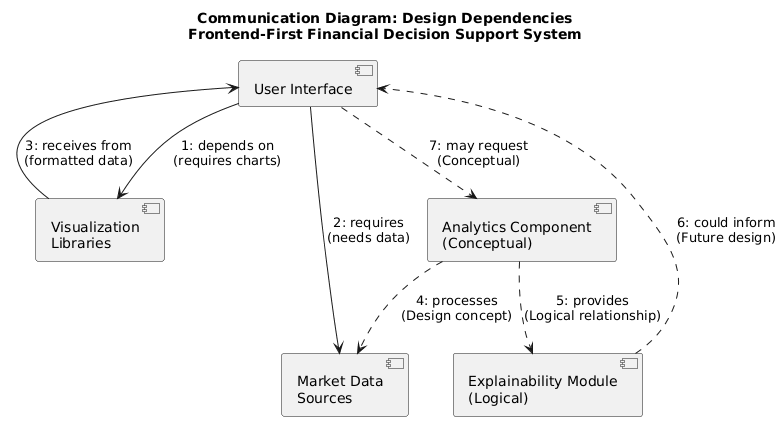 Communication Diagram: Design Dependencies
Frontend-First Financial Decision Support System
User Interface
3: receives from
(formatted data)
1: depends on
(requires charts)
7: may request
(Conceptual)
Visualization
Libraries
2: requires
(needs data)
Analytics Component
(Conceptual)
6: could inform
(Future design)
4: processes
(Design concept)
5: provides
(Logical relationship)
Market Data
Sources
Explainability Module
(Logical)